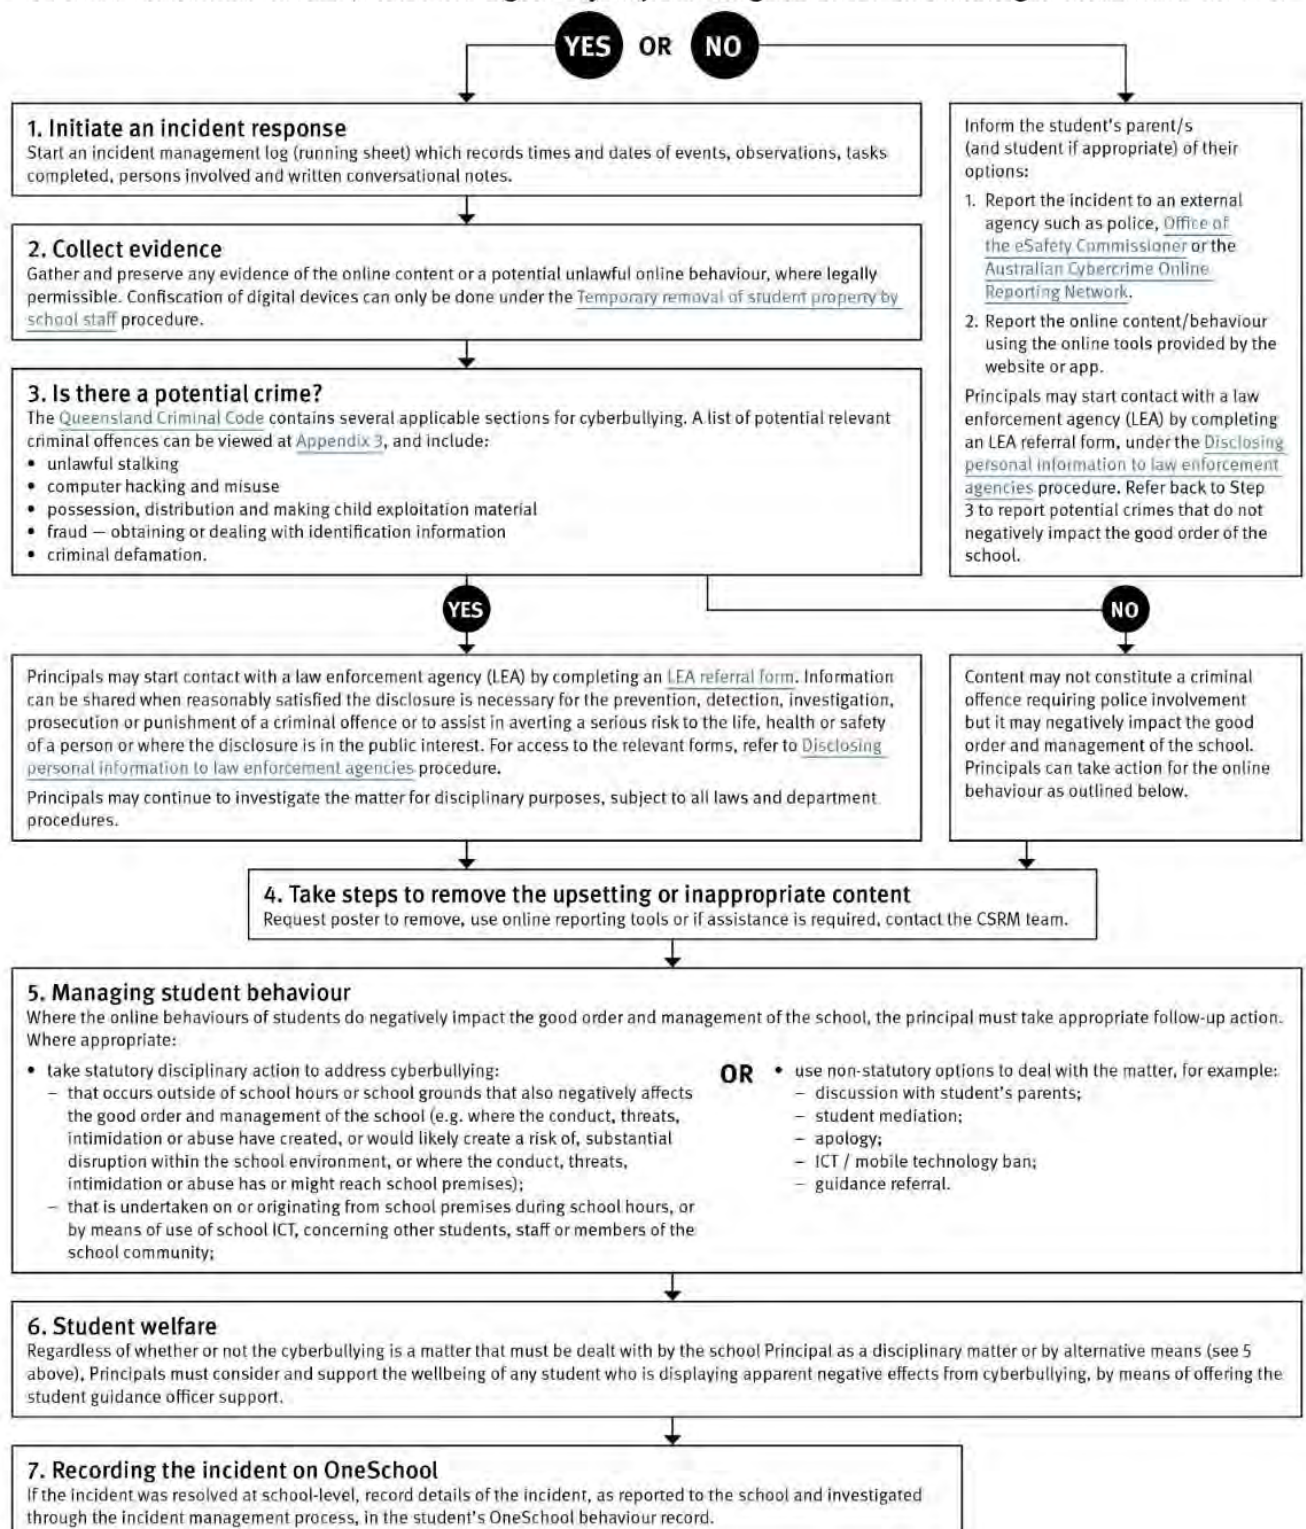 YES OR NO
1. Initiate an incident response
Start an incident management log (running sheet) which records times and dates of events, observations, tasks
completed, persons involved and written conversational notes.
2. Collect evidence
Gather and preserve any evidence of the online content or a potential unlawful online behaviour, where legally
permissible. Confiscation of digital devices can only be done under the Temporary removal of student property by
school staff procedure.
3. Is there a potential crime?
The Queensland Criminal Code contains several applicable sections for cyberbullying. A list of potential relevant
criminal offences can be viewed at Appendix 3, and include:
• unlawful stalking
• computer hacking and misuse
• possession, distribution and making child exploitation material
• fraud — obtaining or dealing with identification information
• criminal defamation.
Inform the student's parent/s
(and student if appropriate) of their
options:
1. Report the incident to an external
agency such as police, Office of
the eSafety Commissioner or the
Australian Cybercrime Online
Reporting Network.
2. Report the online content/behaviour
using the online tools provided by the
website or app.
Principals may start contact with a law
enforcement agency (LEA) by completing
an LEA referral form, under the Disclosing
personal information to law enforcement
agencies procedure. Refer back to Step
3 to report potential crimes that do not
negatively impact the good order of the
school.
YES
NO
Principals may start contact with a law enforcement agency (LEA) by completing an LEA referral form. Information
can be shared when reasonably satisfied the disclosure is necessary for the prevention, detection, investigation,
prosecution or punishment of a criminal offence or to assist in averting a serious risk to the life, health or safety
of a person or where the disclosure is in the public interest. For access to the relevant forms, refer to Disclosing
personal information to law enforcement agencies procedure.
Principals may continue to investigate the matter for disciplinary purposes, subject to all laws and department
procedures.
Content may not constitute a criminal
offence requiring police involvement
but it may negatively impact the good
order and management of the school.
Principals can take action for the online
behaviour as outlined below.
4. Take steps to remove the upsetting or inappropriate content
Request poster to remove, use online reporting tools or if assistance is required, contact the CSRM team.
5. Managing student behaviour
Where the online behaviours of students do negatively impact the good order and management of the school, the principal must take appropriate follow-up action.
Where appropriate:
• take statutory disciplinary action to address cyberbullying:
– that occurs outside of school hours or school grounds that also negatively affects
the good order and management of the school (e.g. where the conduct, threats,
intimidation or abuse have created, or would likely create a risk of, substantial
disruption within the school environment, or where the conduct, threats,
intimidation or abuse has or might reach school premises);
– that is undertaken on or originating from school premises during school hours, or
by means of use of school ICT, concerning other students, staff or members of the
school community;
OR
• use non-statutory options to deal with the matter, for example:
– discussion with student's parents;
– student mediation;
– apology;
– ICT / mobile technology ban;
– guidance referral.
6. Student welfare
Regardless of whether or not the cyberbullying is a matter that must be dealt with by the school Principal as a disciplinary matter or by alternative means (see 5
above), Principals must consider and support the wellbeing of any student who is displaying apparent negative effects from cyberbullying, by means of offering the
student guidance officer support.
7. Recording the incident on OneSchool
If the incident was resolved at school-level, record details of the incident, as reported to the school and investigated
through the incident management process, in the student's OneSchool behaviour record.